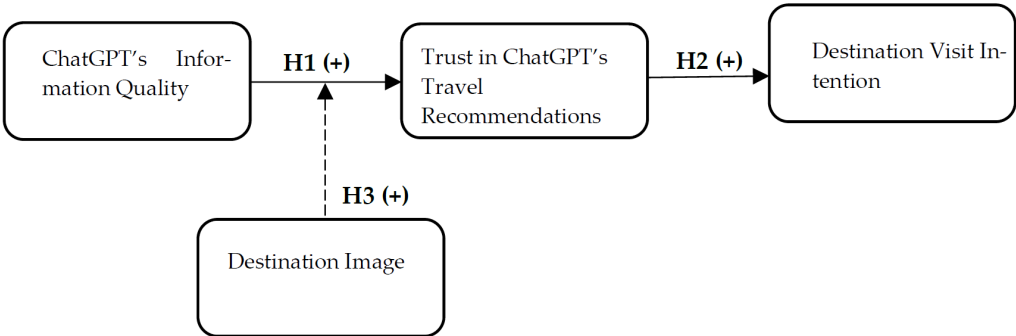 ChatGPT’s Infor-
mation Quality
H1 (+)
Trust in ChatGPT’s
Travel
Recommendations
H2 (+)
Destination Visit In-
tention
H3 (+)
Destination Image